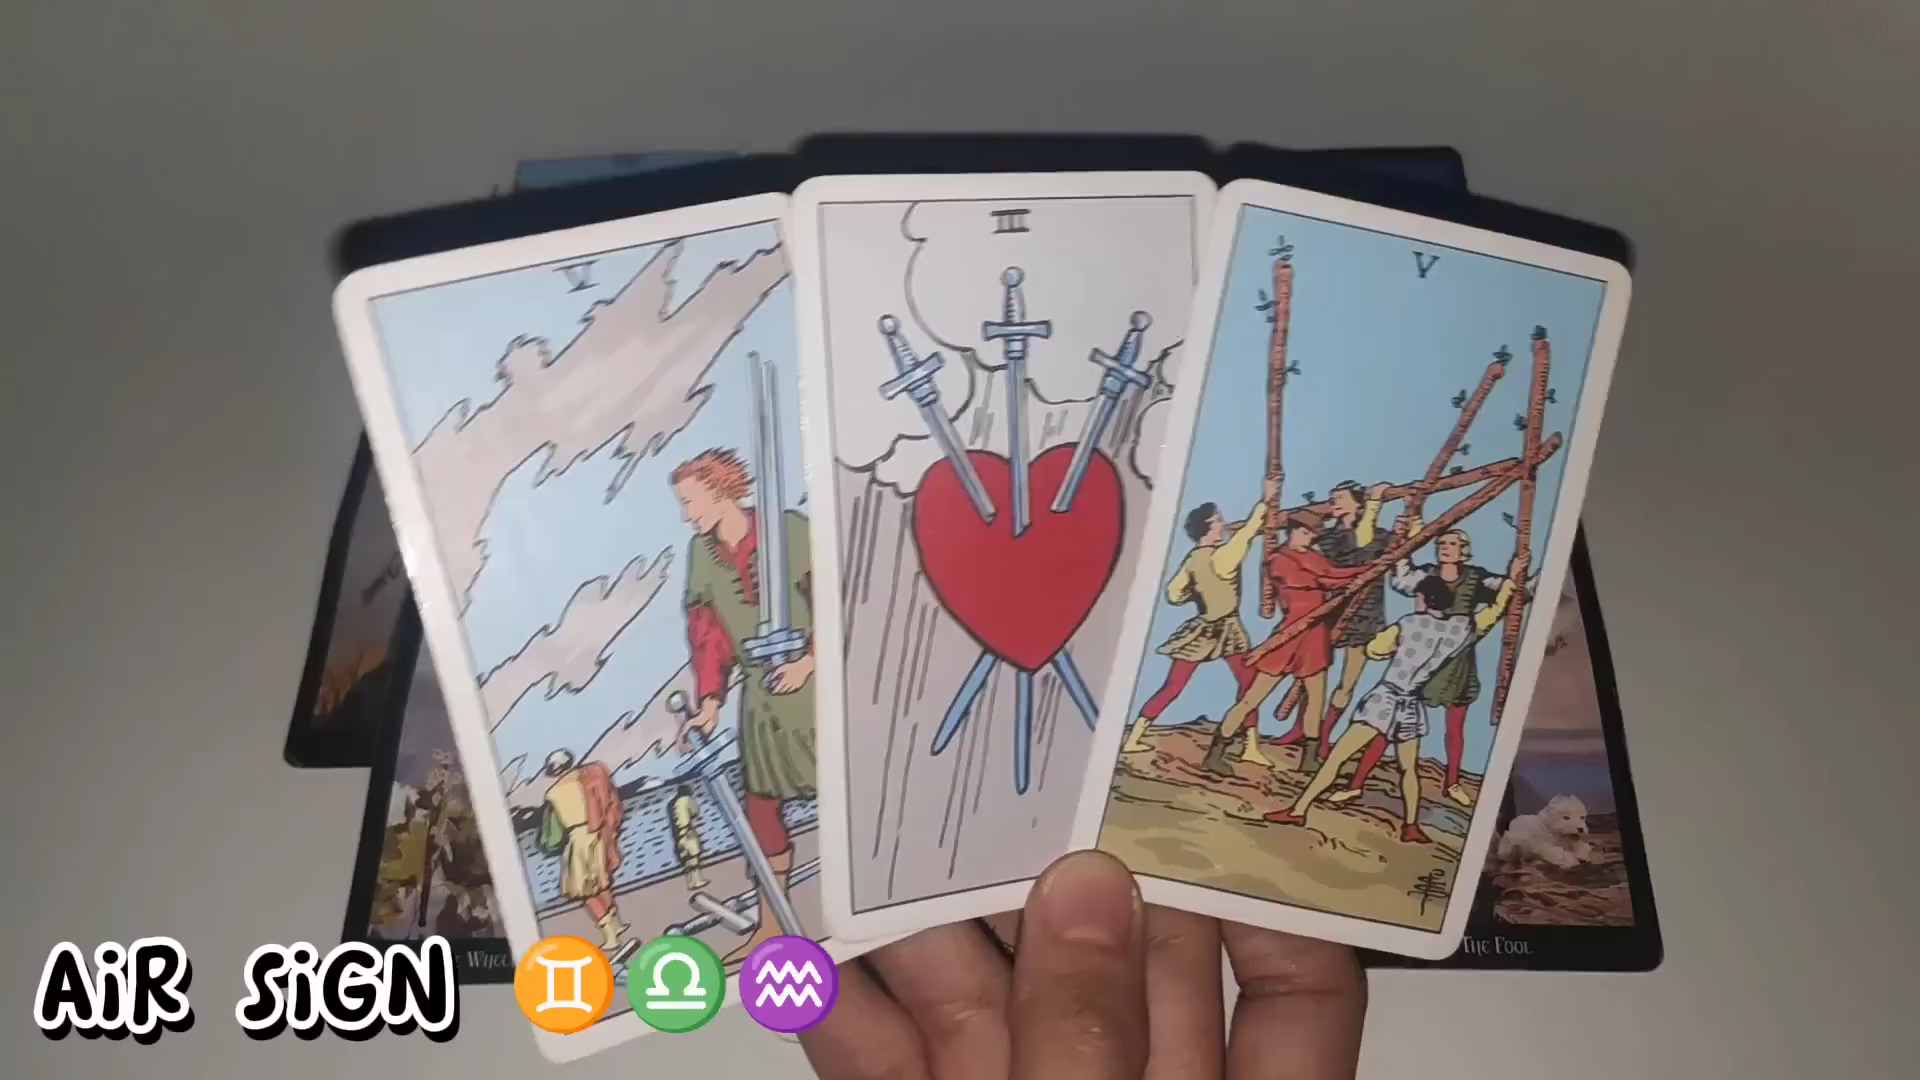 V
III
V
THE FOOL
AiR SiGN ♊♎♒